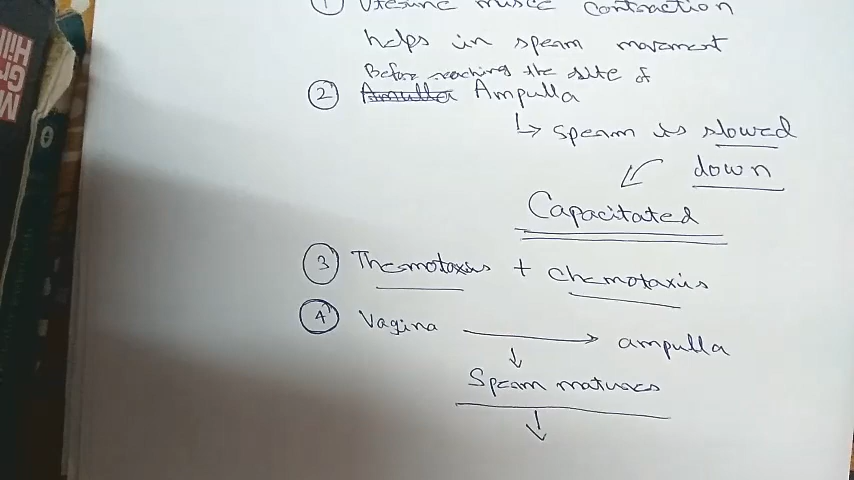 ① Uterine muscle contraction
helps in sperm movement
Before reaching the site of
② Ampulla Ampulla
↳ sperm is slowed
down
Capacitated
③ Thermotaxis + Chemotaxis
④ Vagina → ampulla
↓
Sperm matures
↓